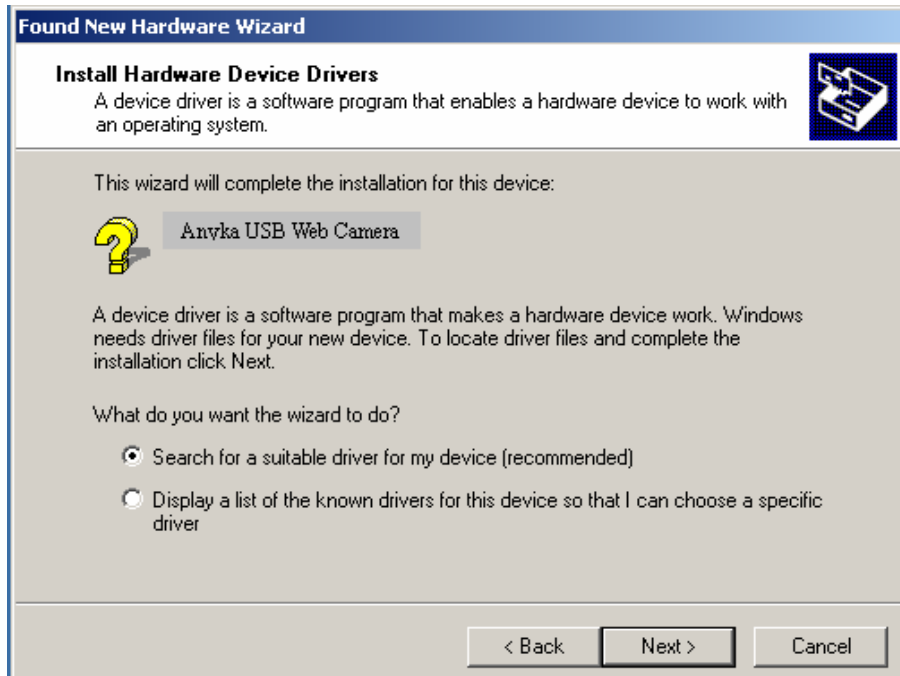 Found New Hardware Wizard
Install Hardware Device Drivers
A device driver is a software program that enables a hardware device to work with
an operating system.
This wizard will complete the installation for this device:
Anyka USB Web Camera
A device driver is a software program that makes a hardware device work. Windows
needs driver files for your new device. To locate driver files and complete the
installation click Next.
What do you want the wizard to do?
Search for a suitable driver for my device (recommended)
Display a list of the known drivers for this device so that I can choose a specific
driver
< Back Next > Cancel